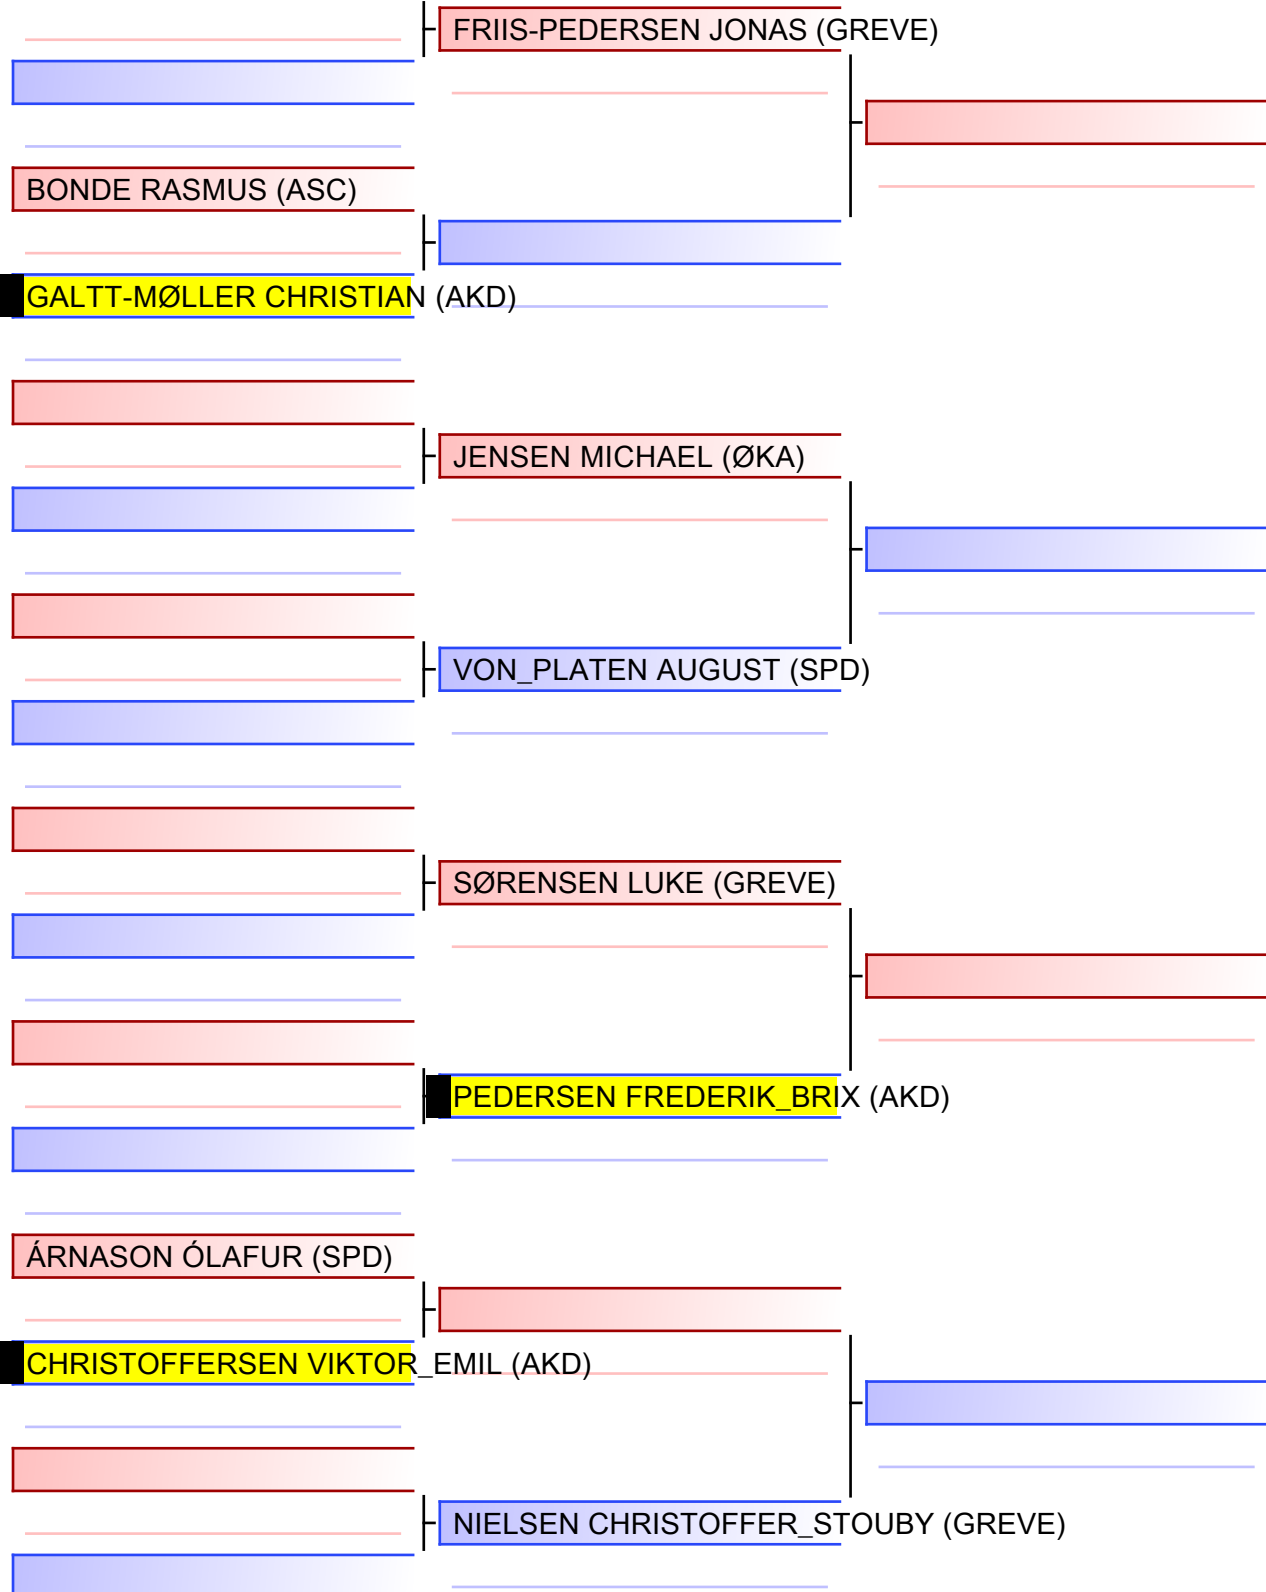 FRIIS-PEDERSEN JONAS (GREVE)
BONDE RASMUS (ASC)
GALTT-MØLLER CHRISTIAN (AKD)
JENSEN MICHAEL (ØKA)
VON_PLATEN AUGUST (SPD)
SØRENSEN LUKE (GREVE)
PEDERSEN FREDERIK_BRIX (AKD)
ÁRNASON ÓLAFUR (SPD)
CHRISTOFFERSEN VIKTOR_EMIL (AKD)
NIELSEN CHRISTOFFER_STOUBY (GREVE)